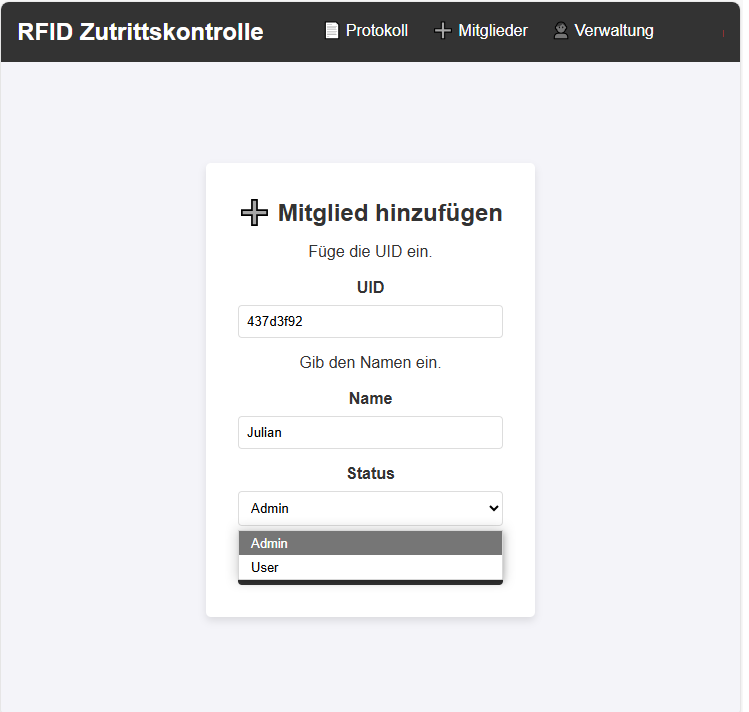 RFID Zutrittskontrolle Protokoll Mitglieder Verwaltung
Mitglied hinzufügen
Füge die UID ein.
UID
437d3f92
Gib den Namen ein.
Name
Julian
Status
Admin
Admin
User